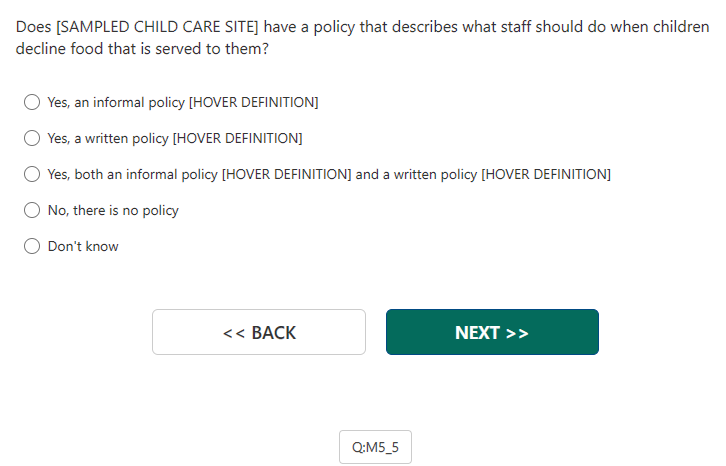 Does [SAMPLED CHILD CARE SITE] have a policy that describes what staff should do when children
decline food that is served to them?
Yes, an informal policy [HOVER DEFINITION]
Yes, a written policy [HOVER DEFINITION]
Yes, both an informal policy [HOVER DEFINITION] and a written policy [HOVER DEFINITION]
No, there is no policy
Don't know
<< BACK
NEXT >>
Q:M5_5